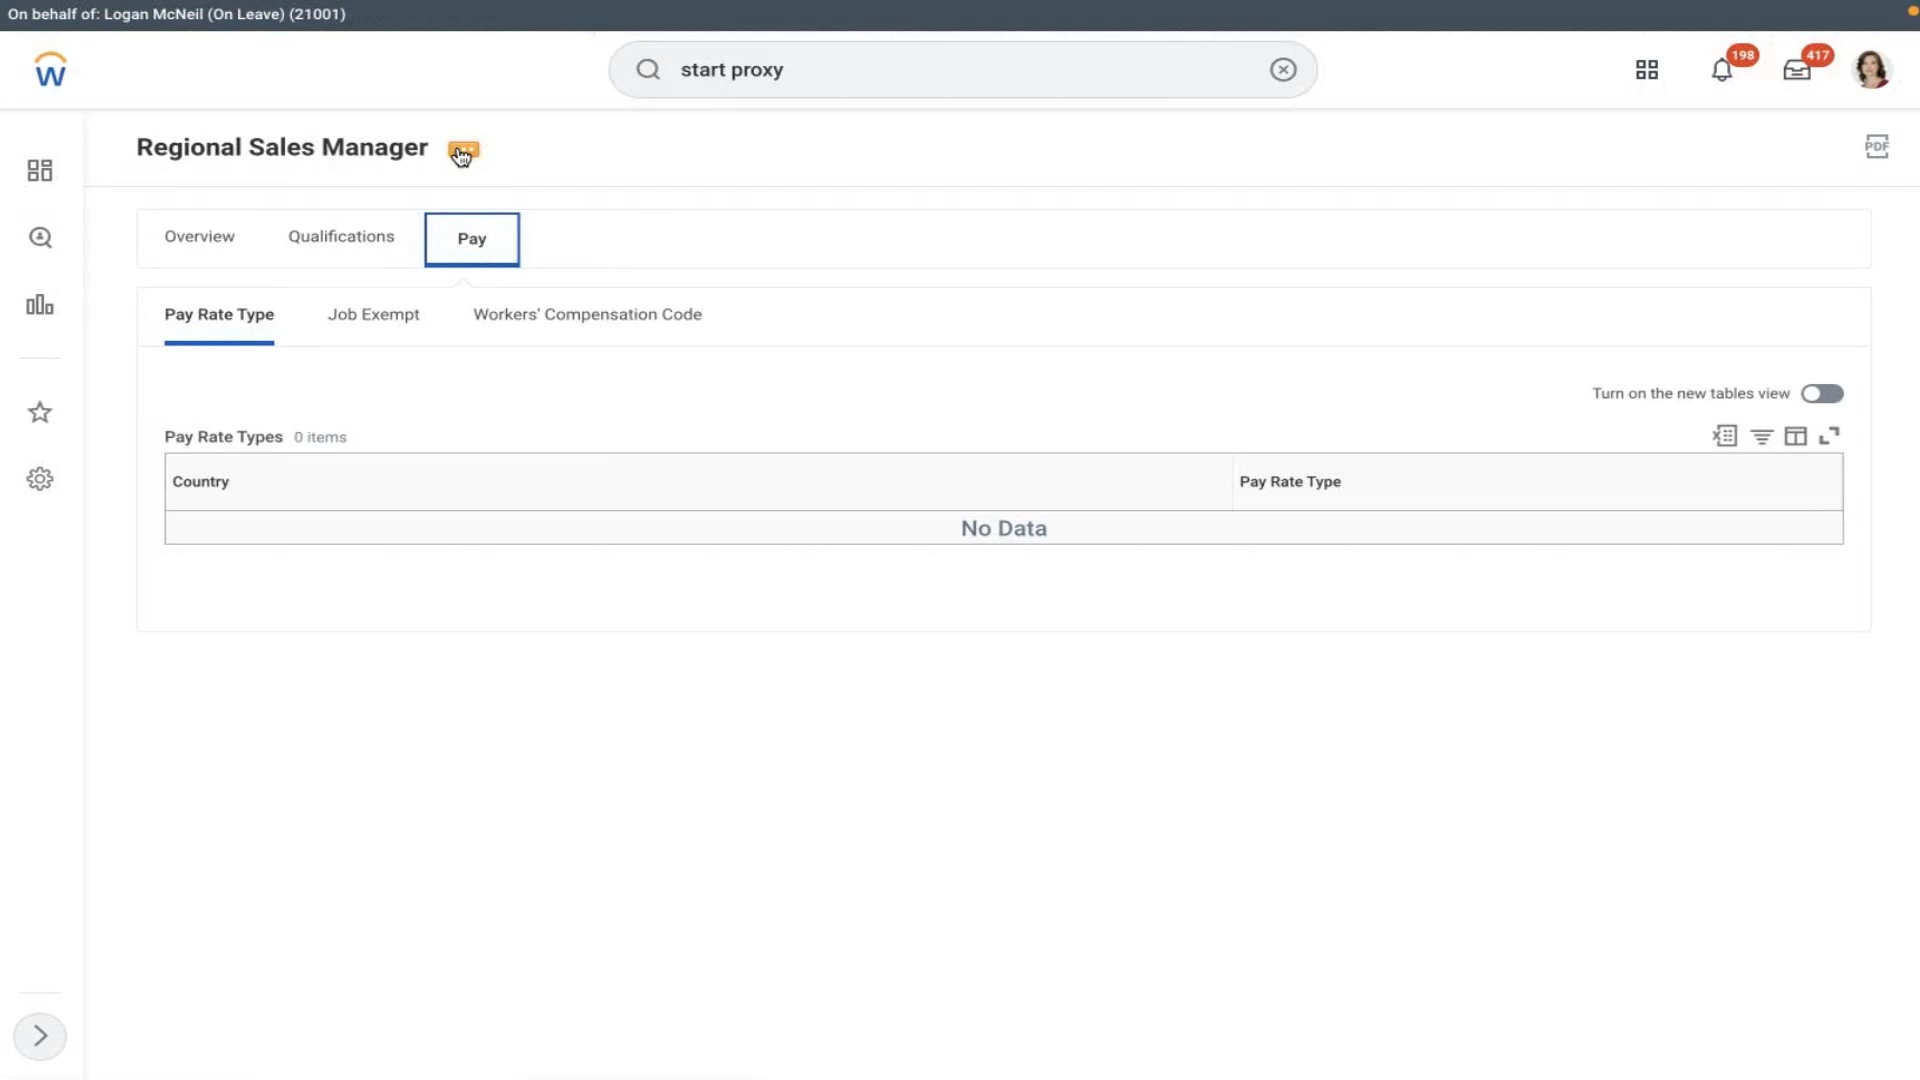 On behalf of: Logan McNeil (On Leave) (21001)
W
start proxy
198
417
Regional Sales Manager
PDF
Overview Qualifications Pay
Pay Rate Type Job Exempt Workers' Compensation Code
Turn on the new tables view
Pay Rate Types 0 items
Country Pay Rate Type
No Data